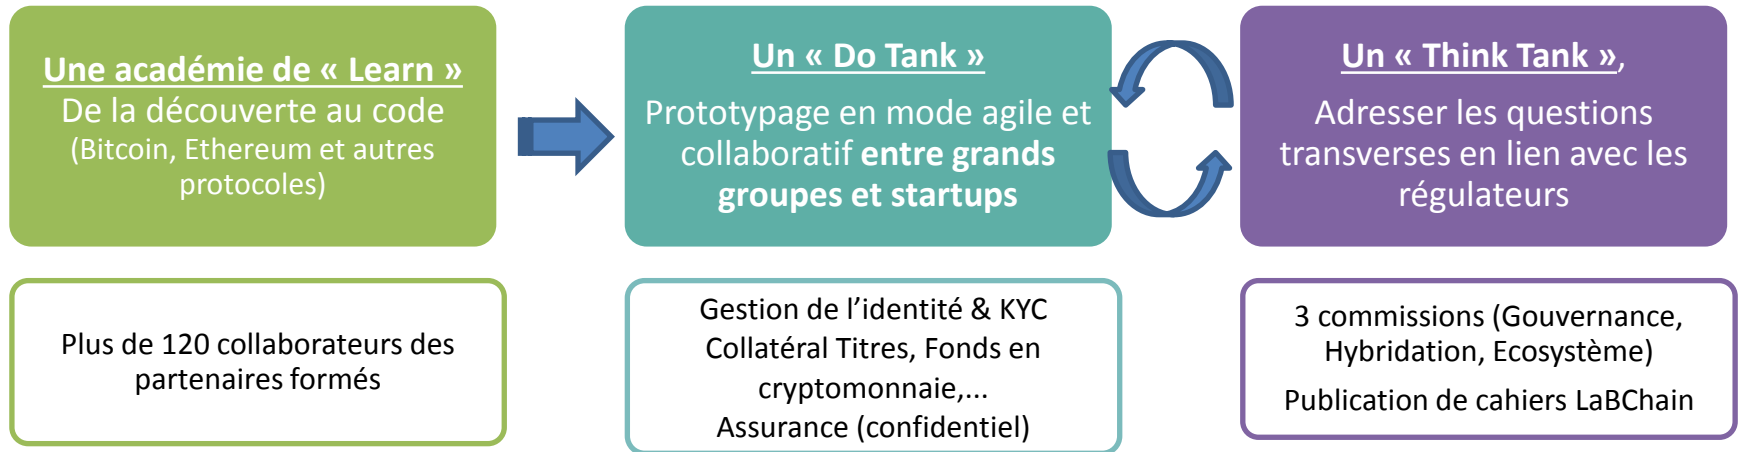 Une académie de « Learn »
De la découverte au code
(Bitcoin, Ethereum et autres
protocoles)
Un « Do Tank »
Prototypage en mode agile et
collaboratif entre grands
groupes et startups
Un « Think Tank »,
Adresser les questions
transverses en lien avec les
régulateurs
Plus de 120 collaborateurs des
partenaires formés
Gestion de l’identité & KYC
Collatéral Titres, Fonds en
cryptomonnaie,...
Assurance (confidentiel)
3 commissions (Gouvernance,
Hybridation, Ecosystème)
Publication de cahiers LaBChain